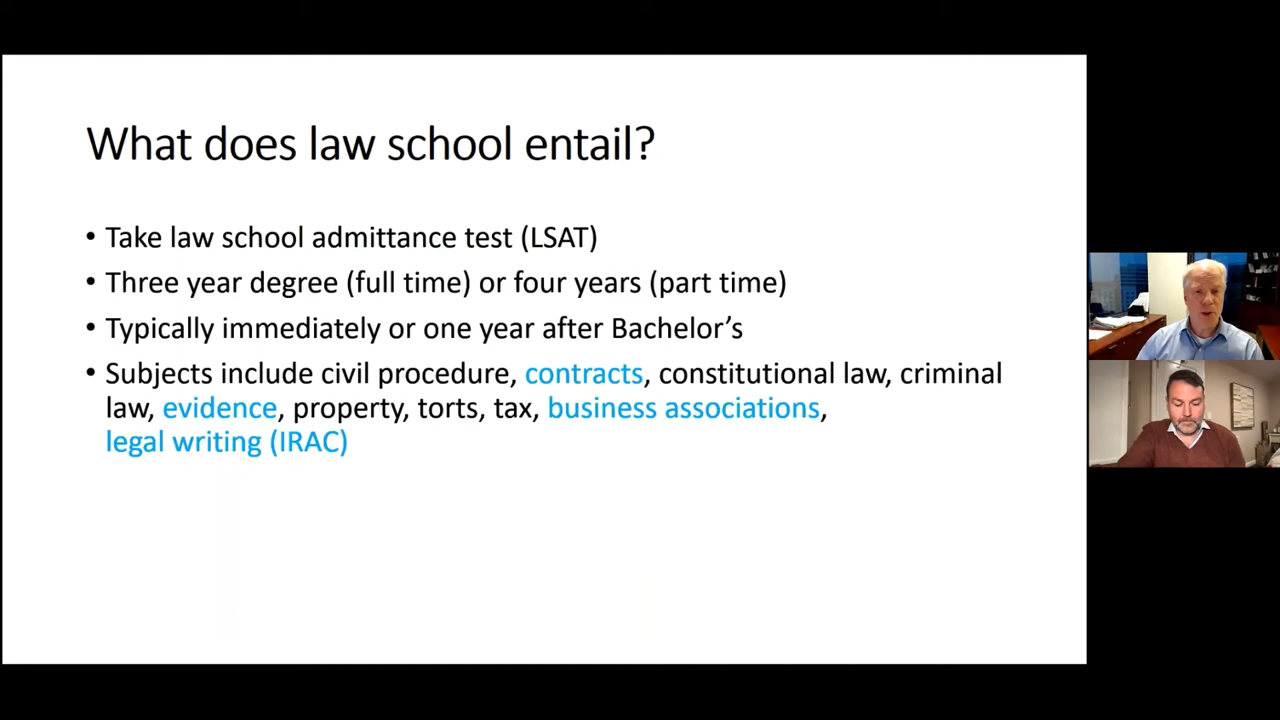 What does law school entail?
• Take law school admittance test (LSAT)
• Three year degree (full time) or four years (part time)
• Typically immediately or one year after Bachelor’s
• Subjects include civil procedure, contracts, constitutional law, criminal
law, evidence, property, torts, tax, business associations,
legal writing (IRAC)